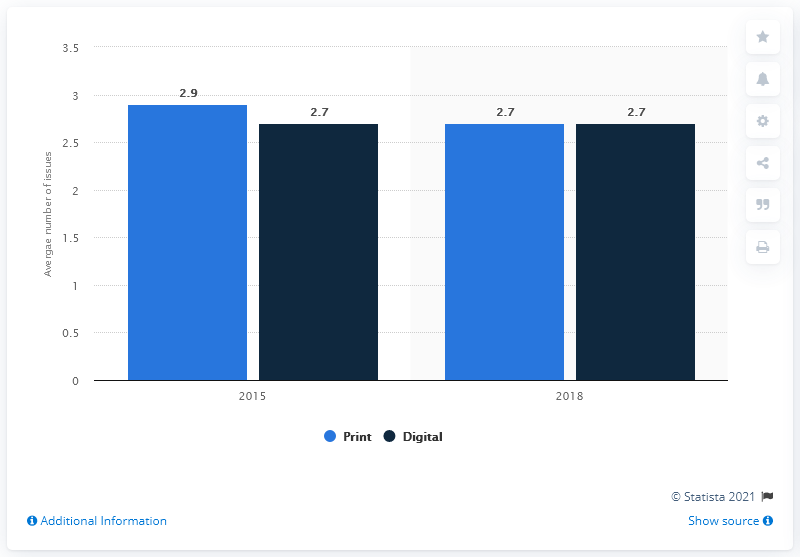 3.5
3
2.5
2
1.5
1
0.5
0
Avergae number of issues
2.9
2.7
2.7
2.7
2015
2018
Print
Digital
© Statista 2021
Additional Information
Show source